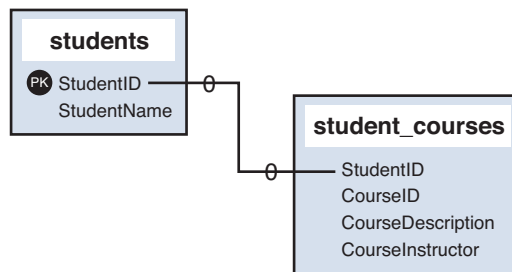 students
PK StudentID
StudentName
student_courses
StudentID
CourseID
CourseDescription
CourseInstructor